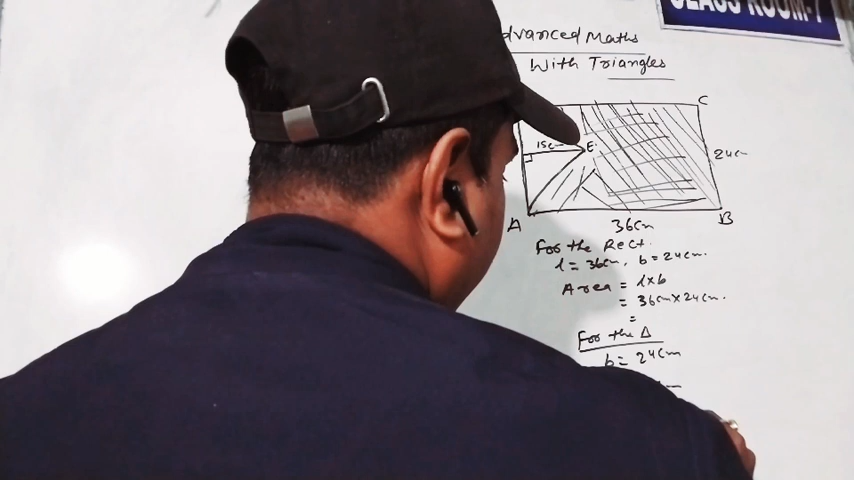 CLASS ROOM-7
dvanced Maths
With Triangles
C
15c
E
24c
A
B
36cm
For the Rect.
l = 36cm, b = 24cm.
Area = l×b
= 36cm×24cm.
=
For the Δ
b = 24cm